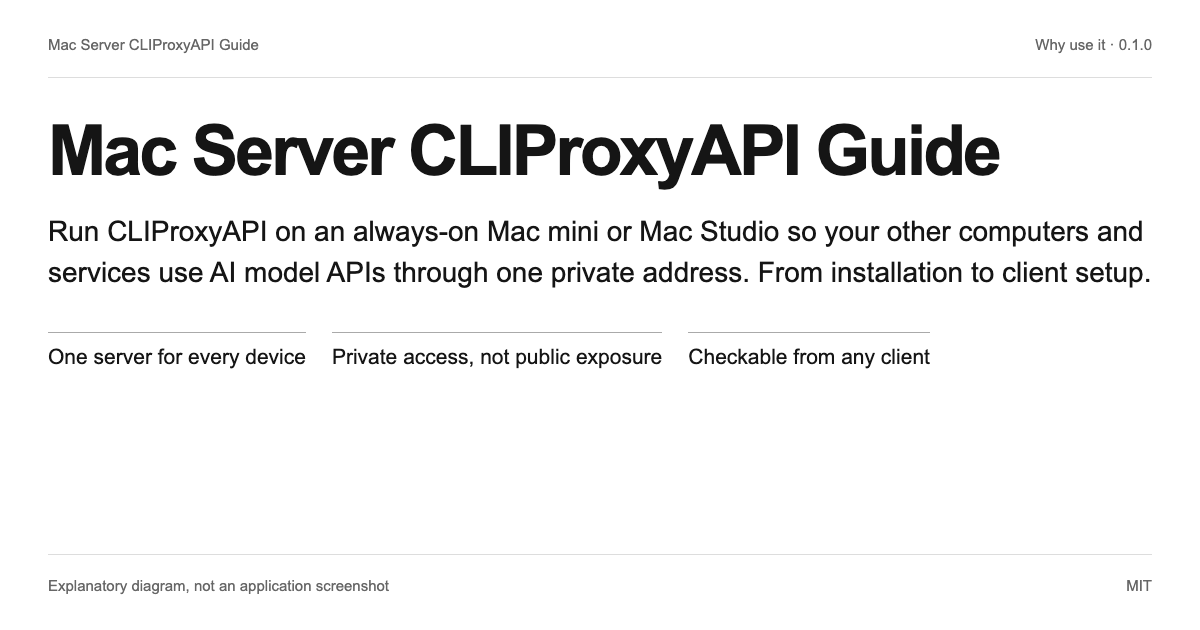 Mac Server CLIProxyAPI Guide
Why use it · 0.1.0
Mac Server CLIProxyAPI Guide
Run CLIProxyAPI on an always-on Mac mini or Mac Studio so your other computers and
services use AI model APIs through one private address. From installation to client setup.
One server for every device
Private access, not public exposure
Checkable from any client
Explanatory diagram, not an application screenshot
MIT